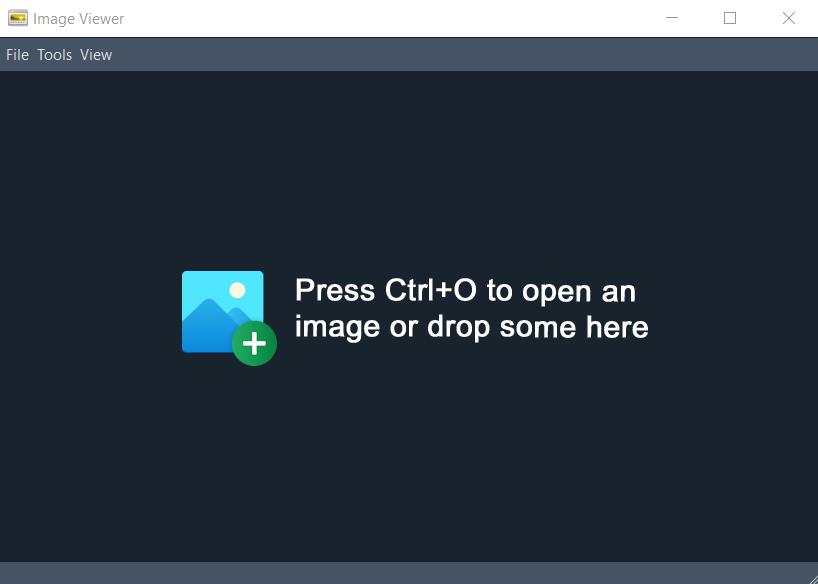 Image Viewer
File Tools View
Press Ctrl+O to open an
image or drop some here